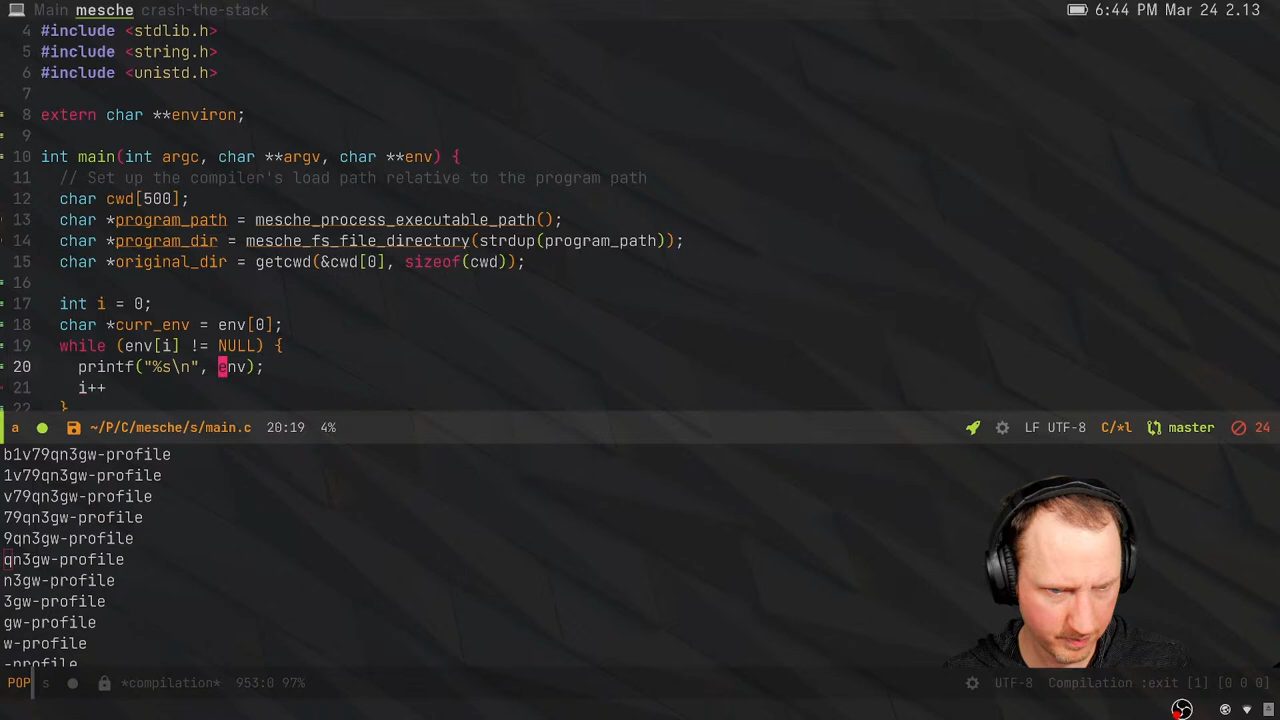 Main mesche crash-the-stack 6:44 PM Mar 24 2.13
4 #include <stdlib.h>
5 #include <string.h>
6 #include <unistd.h>
7
8 extern char **environ;
9
10 int main(int argc, char **argv, char **env) {
11 // Set up the compiler's load path relative to the program path
12 char cwd[500];
13 char *program_path = mesche_process_executable_path();
14 char *program_dir = mesche_fs_file_directory(strdup(program_path));
15 char *original_dir = getcwd(&cwd[0], sizeof(cwd));
16
17 int i = 0;
18 char *curr_env = env[0];
19 while (env[i] != NULL) {
20 printf("%s\n", env);
21 i++
22 }
a ~/P/C/mesche/s/main.c 20:19 4% LF UTF-8 C/*l master 24
b1v79qn3gw-profile
1v79qn3gw-profile
v79qn3gw-profile
79qn3gw-profile
9qn3gw-profile
qn3gw-profile
n3gw-profile
3gw-profile
gw-profile
w-profile
-profile
POP s *compilation* 953:0 97% UTF-8 Compilation :exit [1] [0 0 0]